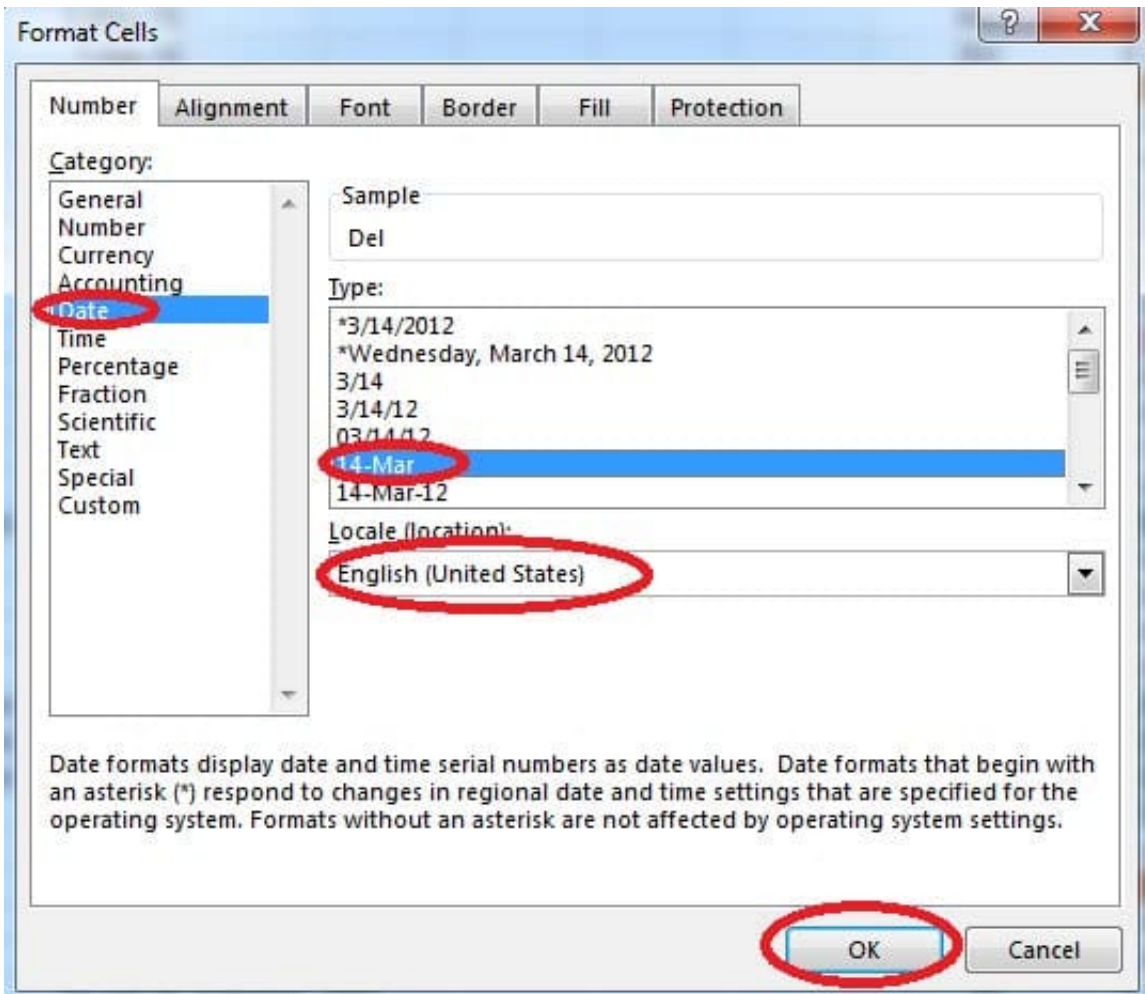 Format Cells
Number Alignment Font Border Fill Protection
Category:
General
Number
Currency
Accounting
Date
Time
Percentage
Fraction
Scientific
Text
Special
Custom
Sample
Del
Type:
*3/14/2012
*Wednesday, March 14, 2012
3/14
3/14/12
03/14/12
14-Mar
14-Mar-12
Locale (location):
English (United States)
Date formats display date and time serial numbers as date values. Date formats that begin with
an asterisk (*) respond to changes in regional date and time settings that are specified for the
operating system. Formats without an asterisk are not affected by operating system settings.
OK Cancel